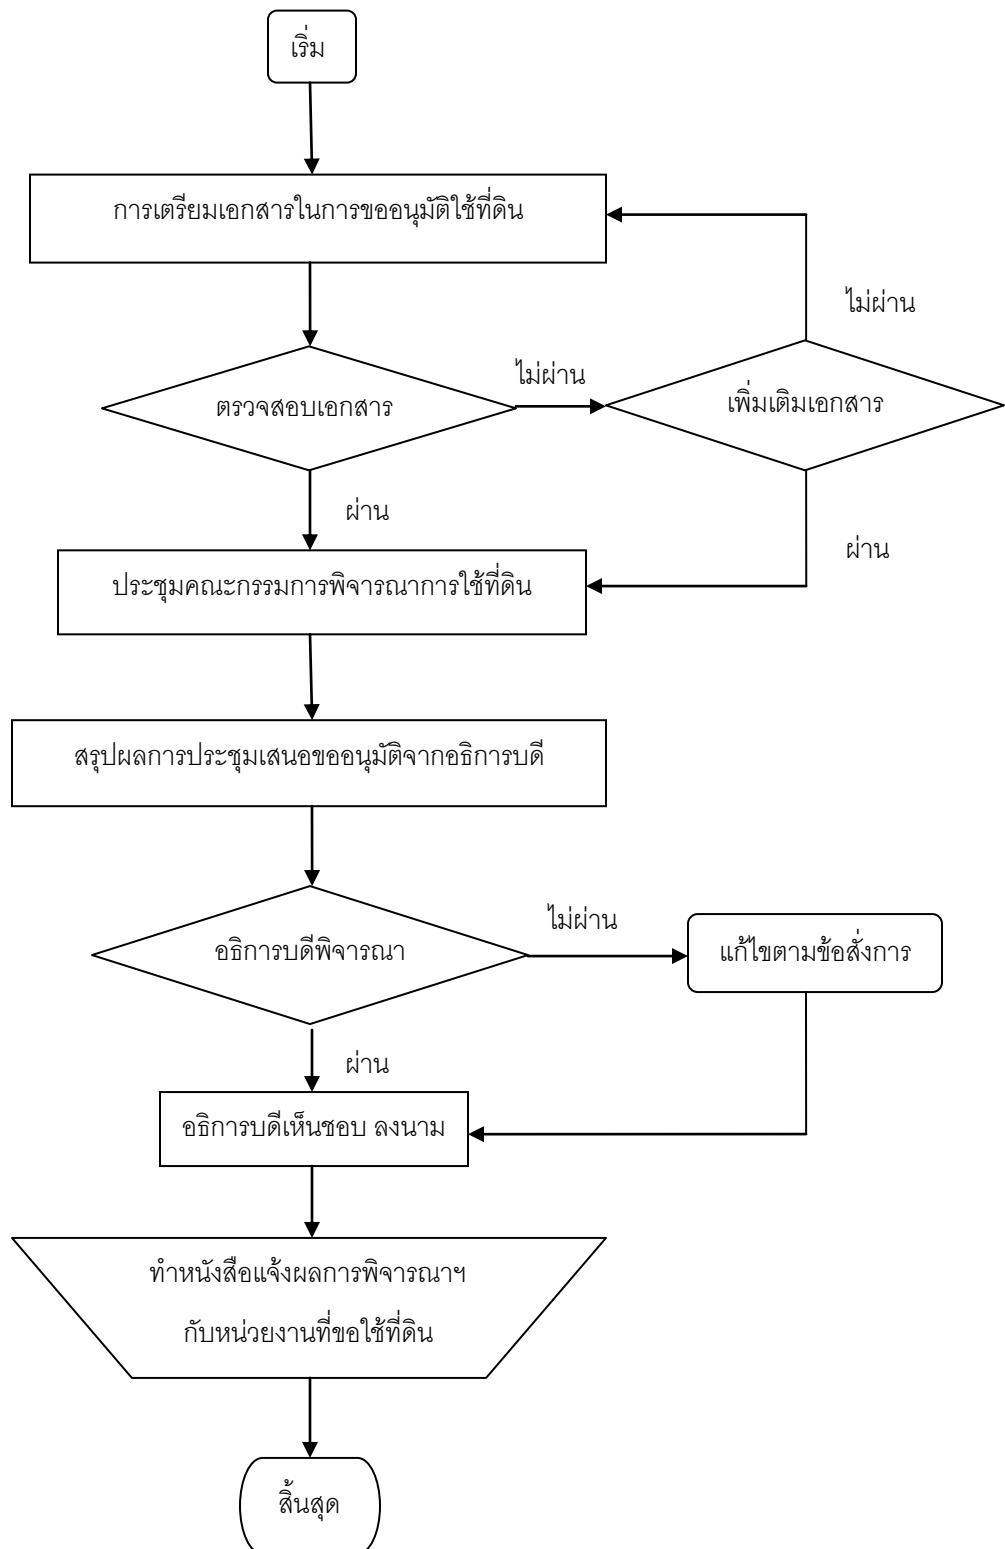 เริ่ม
การเตรียมเอกสารในการขออนุมัติใช้ที่ดิน
ไม่ผ่าน
ไม่ผ่าน
ตรวจสอบเอกสาร
เพิ่มเติมเอกสาร
ผ่าน
ผ่าน
ประชุมคณะกรรมการพิจารณาการใช้ที่ดิน
สรุปผลการประชุมเสนอขออนุมัติจากอธิการบดี
ไม่ผ่าน
อธิการบดีพิจารณา
แก้ไขตามข้อสั่งการ
ผ่าน
อธิการบดีเห็นชอบ ลงนาม
ทำหนังสือแจ้งผลการพิจารณาฯ
กับหน่วยงานที่ขอใช้ที่ดิน
สิ้นสุด